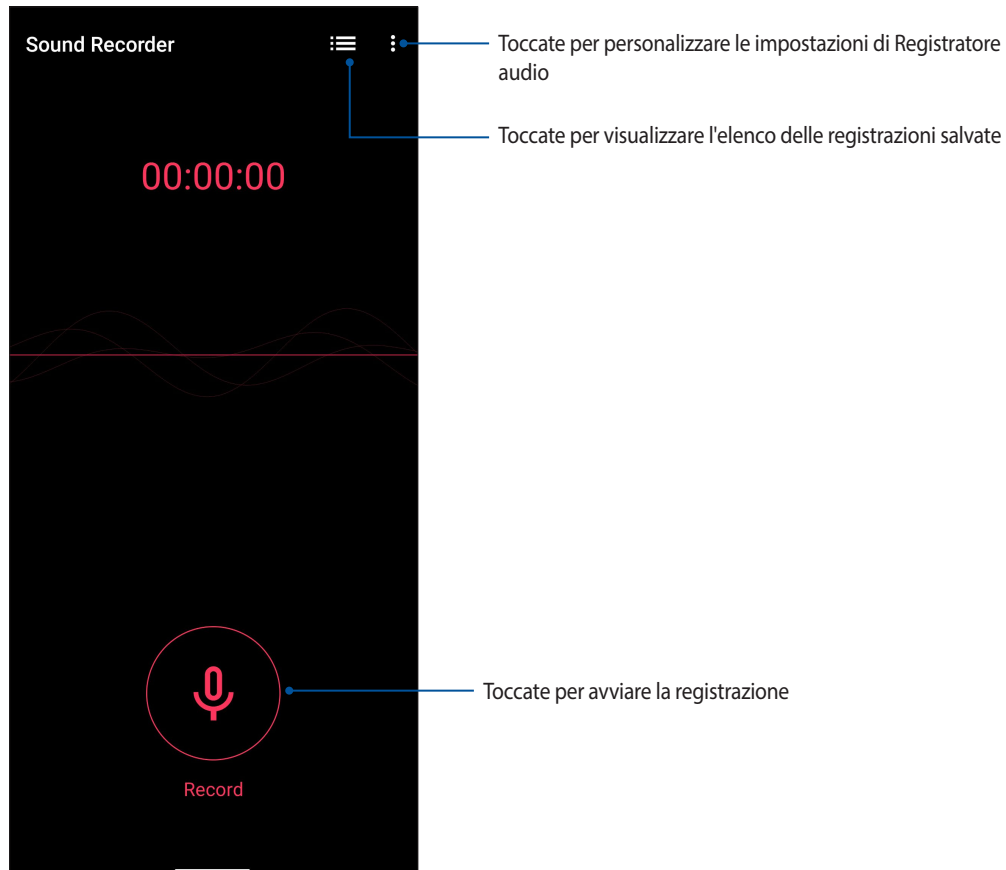 Sound Recorder
Toccate per personalizzare le impostazioni di Registratore
audio
Toccate per visualizzare l'elenco delle registrazioni salvate
00:00:00
Toccate per avviare la registrazione
Record